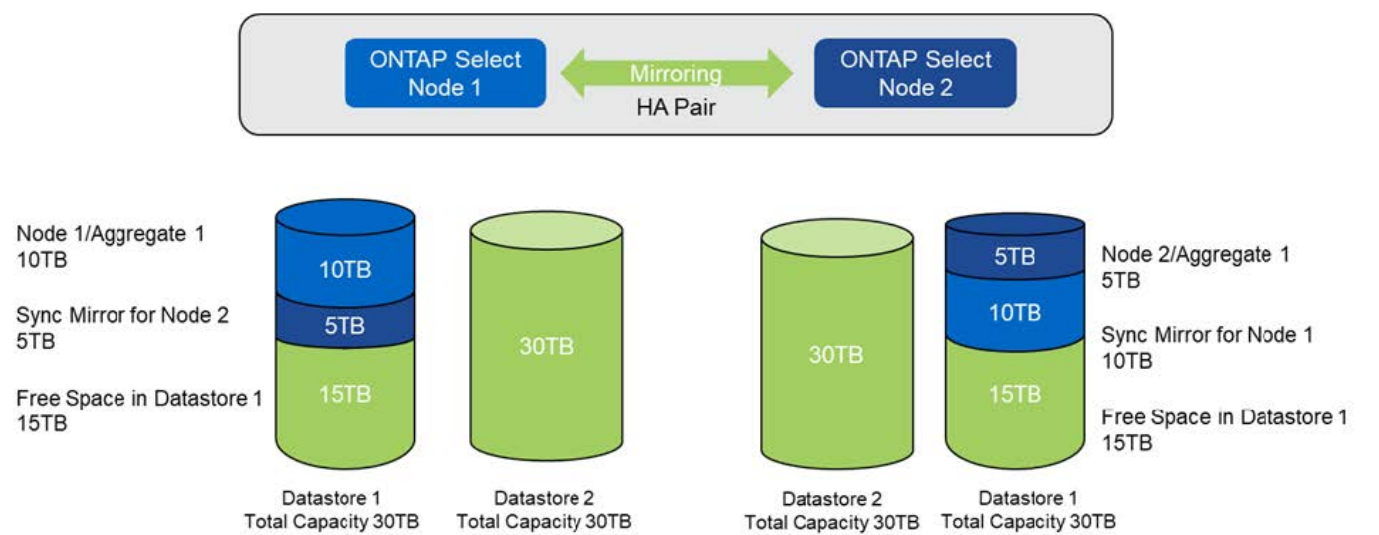 ONTAP Select
Node 1
Mirroring
HA Pair
ONTAP Select
Node 2
Node 1/Aggregate 1
10TB
Sync Mirror for Node 2
5TB
Free Space in Datastore 1
15TB
10TB
5TB
15TB
30TB
30TB
5TB
10TB
15TB
Node 2/Aggregate 1
5TB
Sync Mirror for Node 1
10TB
Free Space in Datastore 1
15TB
Datastore 1
Total Capacity 30TB
Datastore 2
Total Capacity 30TB
Datastore 2
Total Capacity 30TB
Datastore 1
Total Capacity 30TB